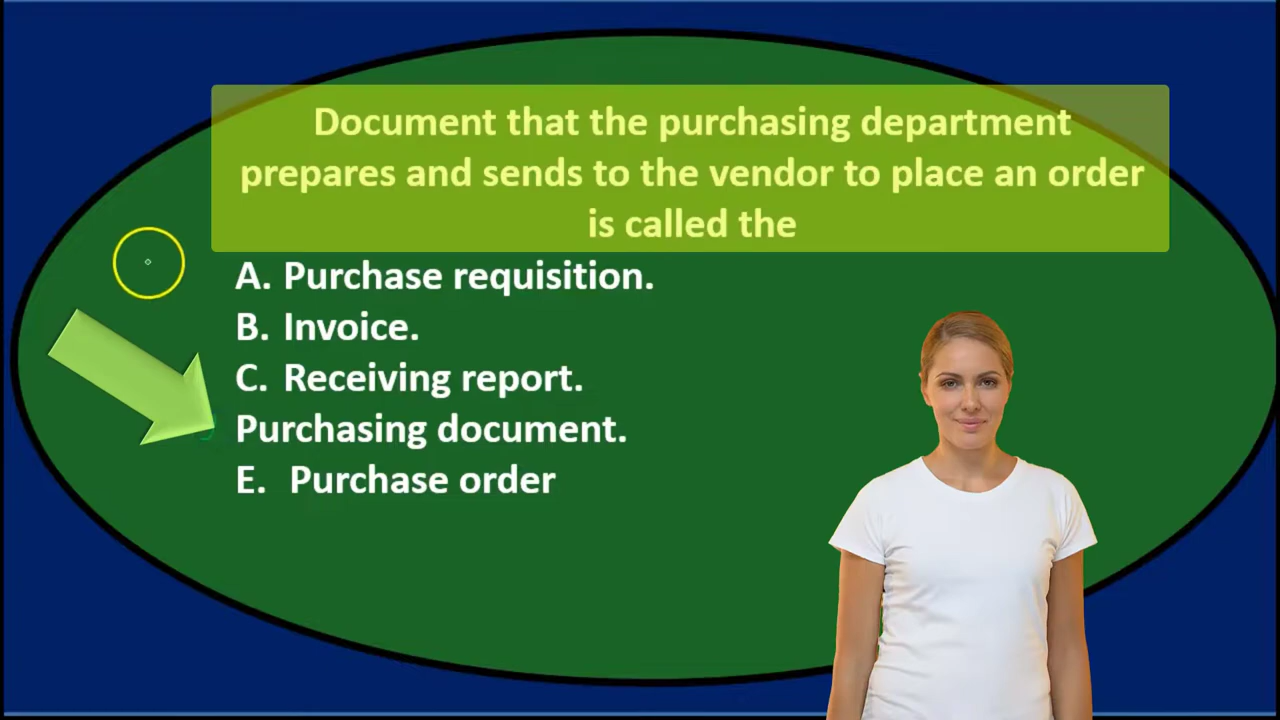 Document that the purchasing department
prepares and sends to the vendor to place an order
is called the
A. Purchase requisition.
B. Invoice.
C. Receiving report.
Purchasing document.
E. Purchase order